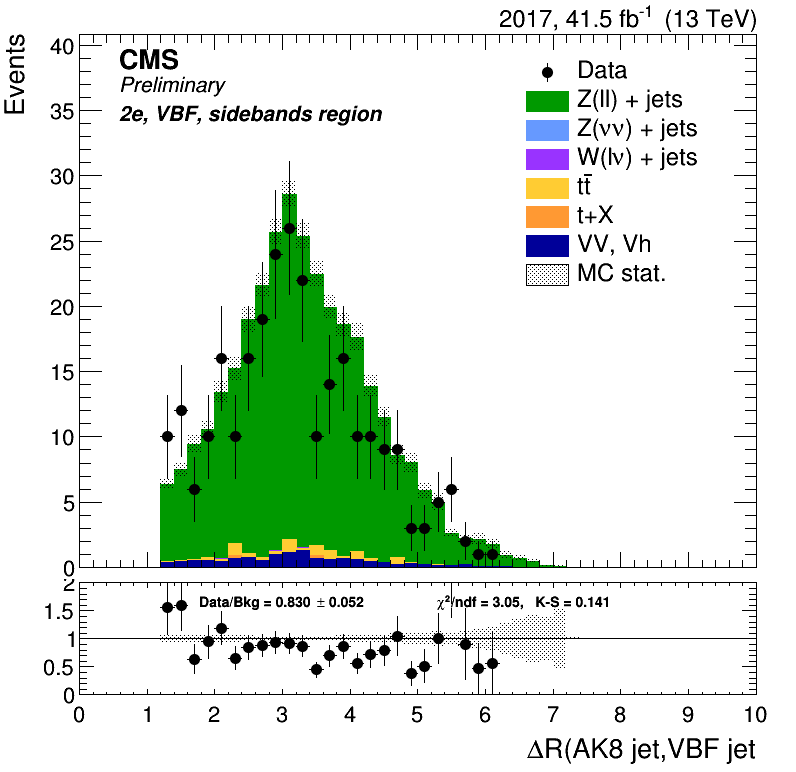 2017, 41.5 fb⁻¹ (13 TeV)
Events
CMS
Preliminary
2e, VBF, sidebands region
Data
Z(ll) + jets
Z(νν) + jets
W(lν) + jets
tt̄
t+X
VV, Vh
MC stat.
40
35
30
25
20
15
10
5
0
Data/Bkg = 0.830 ± 0.052
χ²/ndf = 3.05, K-S = 0.141
2
1.5
1
0.5
0
0 1 2 3 4 5 6 7 8 9 10
ΔR(AK8 jet,VBF jet